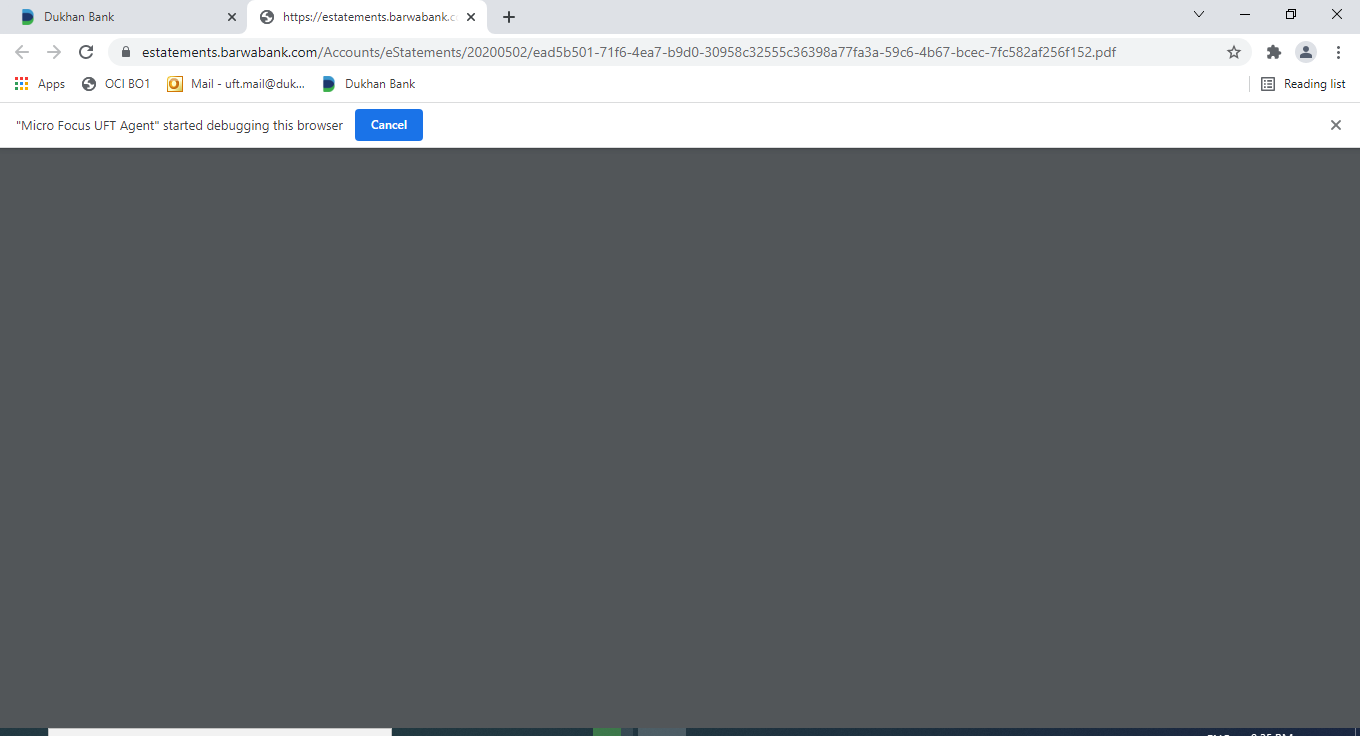 Dukhan Bank
https://estatements.barwabank.c
estatements.barwabank.com/Accounts/eStatements/20200502/ead5b501-71f6-4ea7-b9d0-30958c32555c36398a77fa3a-59c6-4b67-bcec-7fc582af256f152.pdf
Apps OCI BO1 Mail - uft.mail@duk... Dukhan Bank Reading list
"Micro Focus UFT Agent" started debugging this browser Cancel